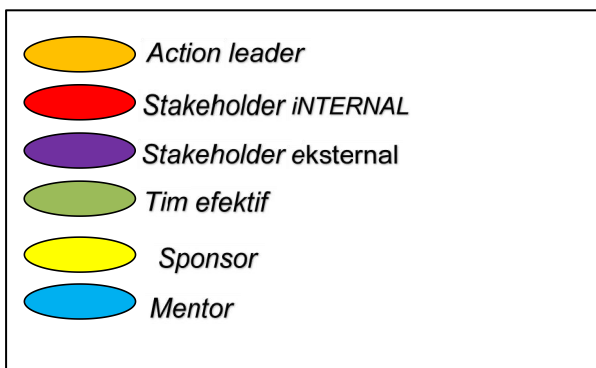 Action leader
Stakeholder iNTERNAL
Stakeholder eksternal
Tim efektif
Sponsor
Mentor